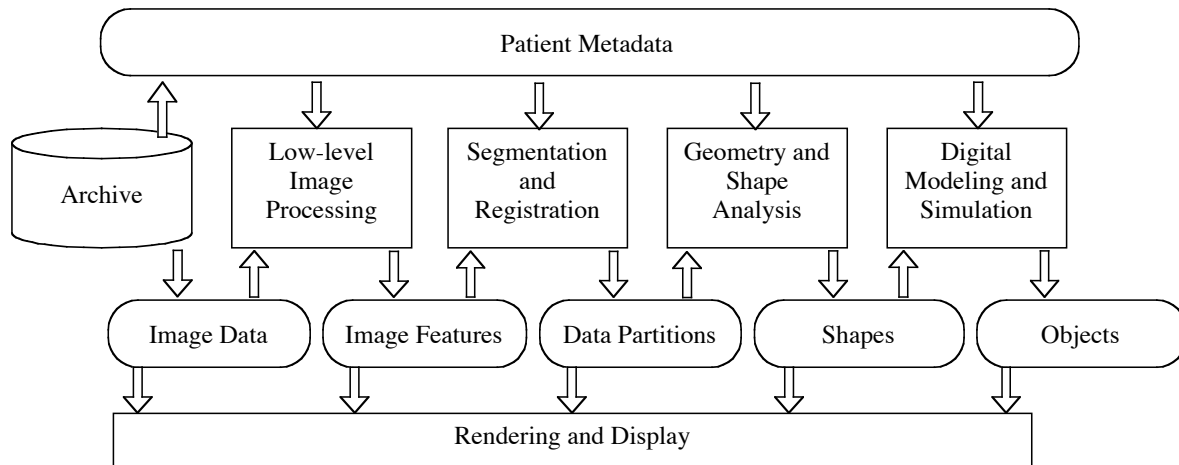 Patient Metadata
Archive
Low-level
Image
Processing
Segmentation
and
Registration
Geometry and
Shape
Analysis
Digital
Modeling and
Simulation
Image Data
Image Features
Data Partitions
Shapes
Objects
Rendering and Display